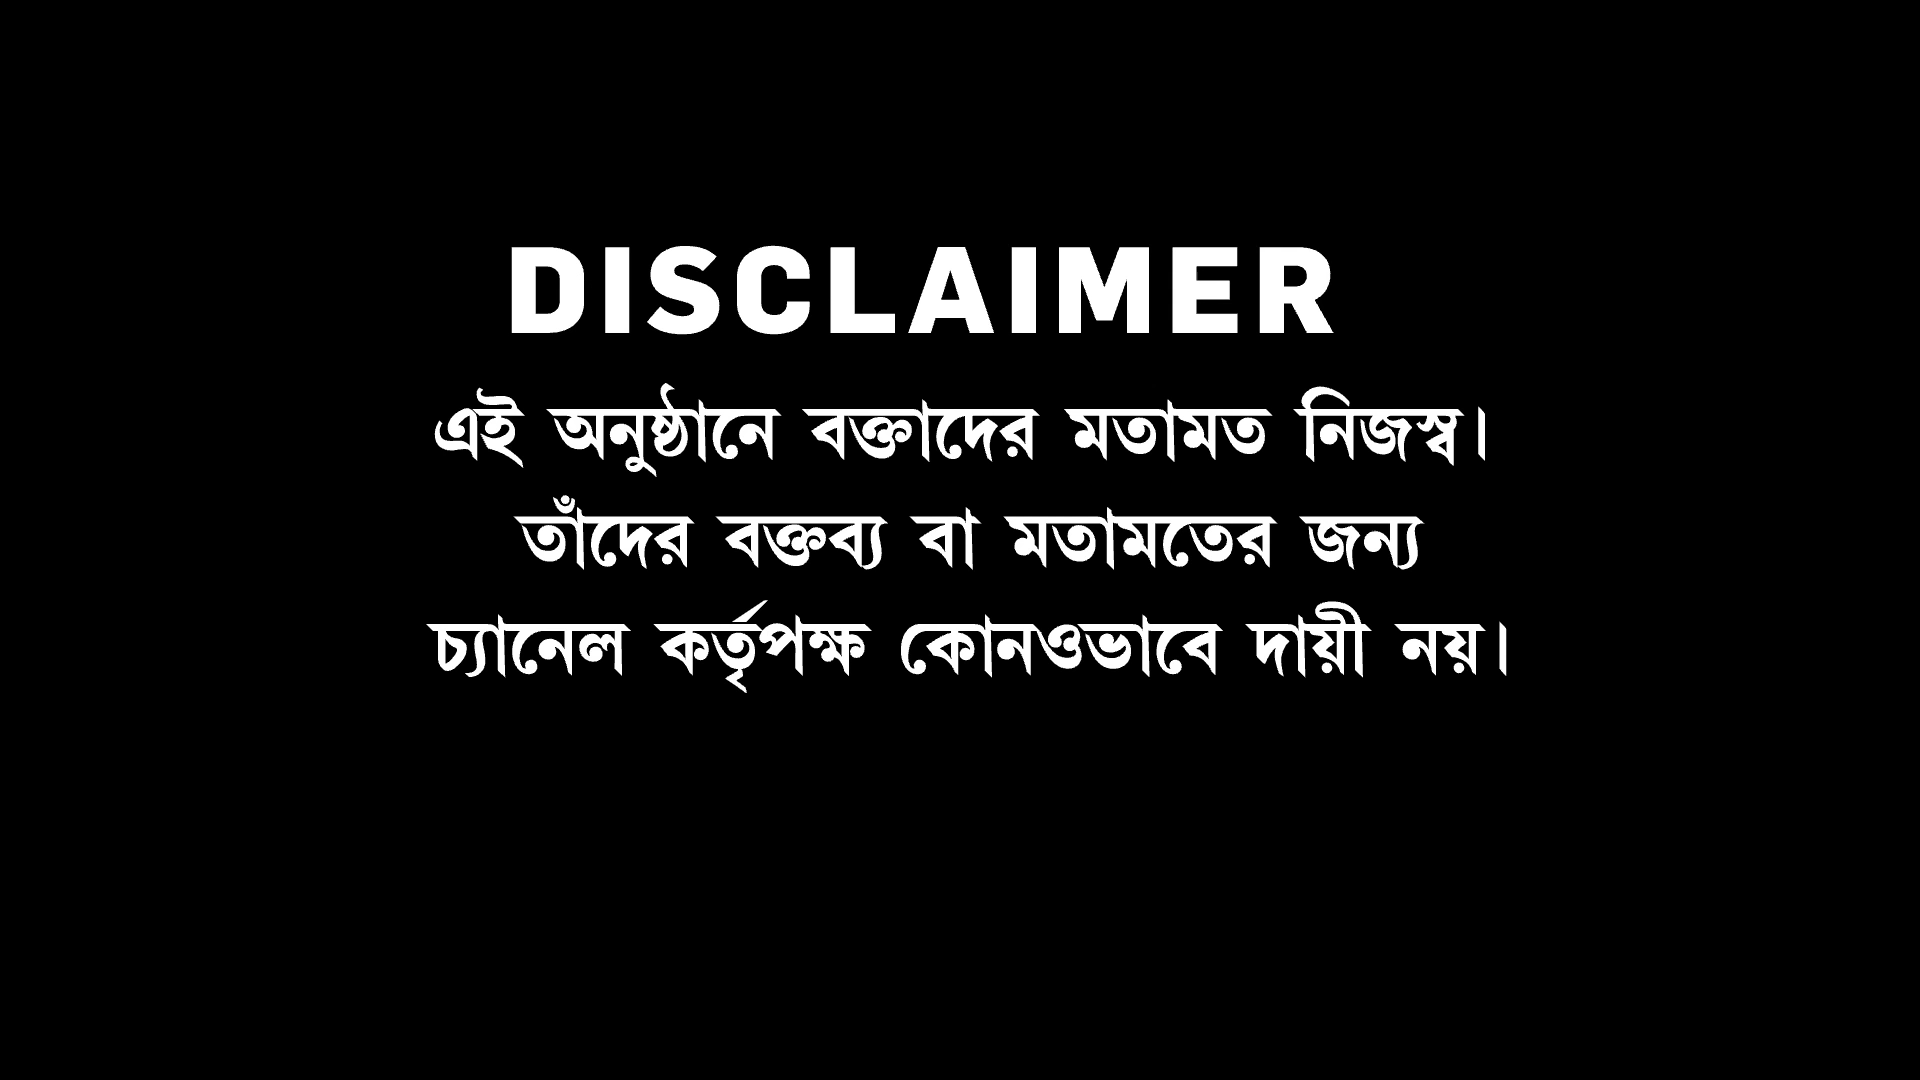 DISCLAIMER
এই অনুষ্ঠানে বক্তাদের মতামত নিজস্ব।
তাঁদের বক্তব্য বা মতামতের জন্য
চ্যানেল কর্তৃপক্ষ কোনওভাবে দায়ী নয়।